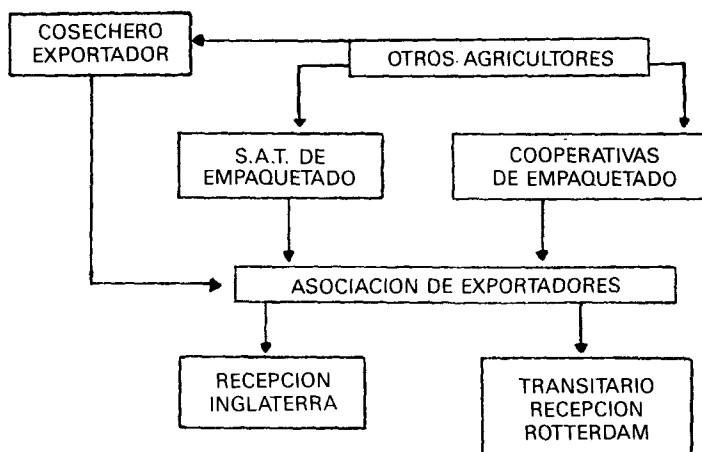 COSECHERO
EXPORTADOR
OTROS AGRICULTORES
S.A.T. DE
EMPAQUETADO
COOPERATIVAS
DE EMPAQUETADO
ASOCIACION DE EXPORTADORES
RECEPCION
INGLATERRA
TRANSITARIO
RECEPCION
ROTTERDAM